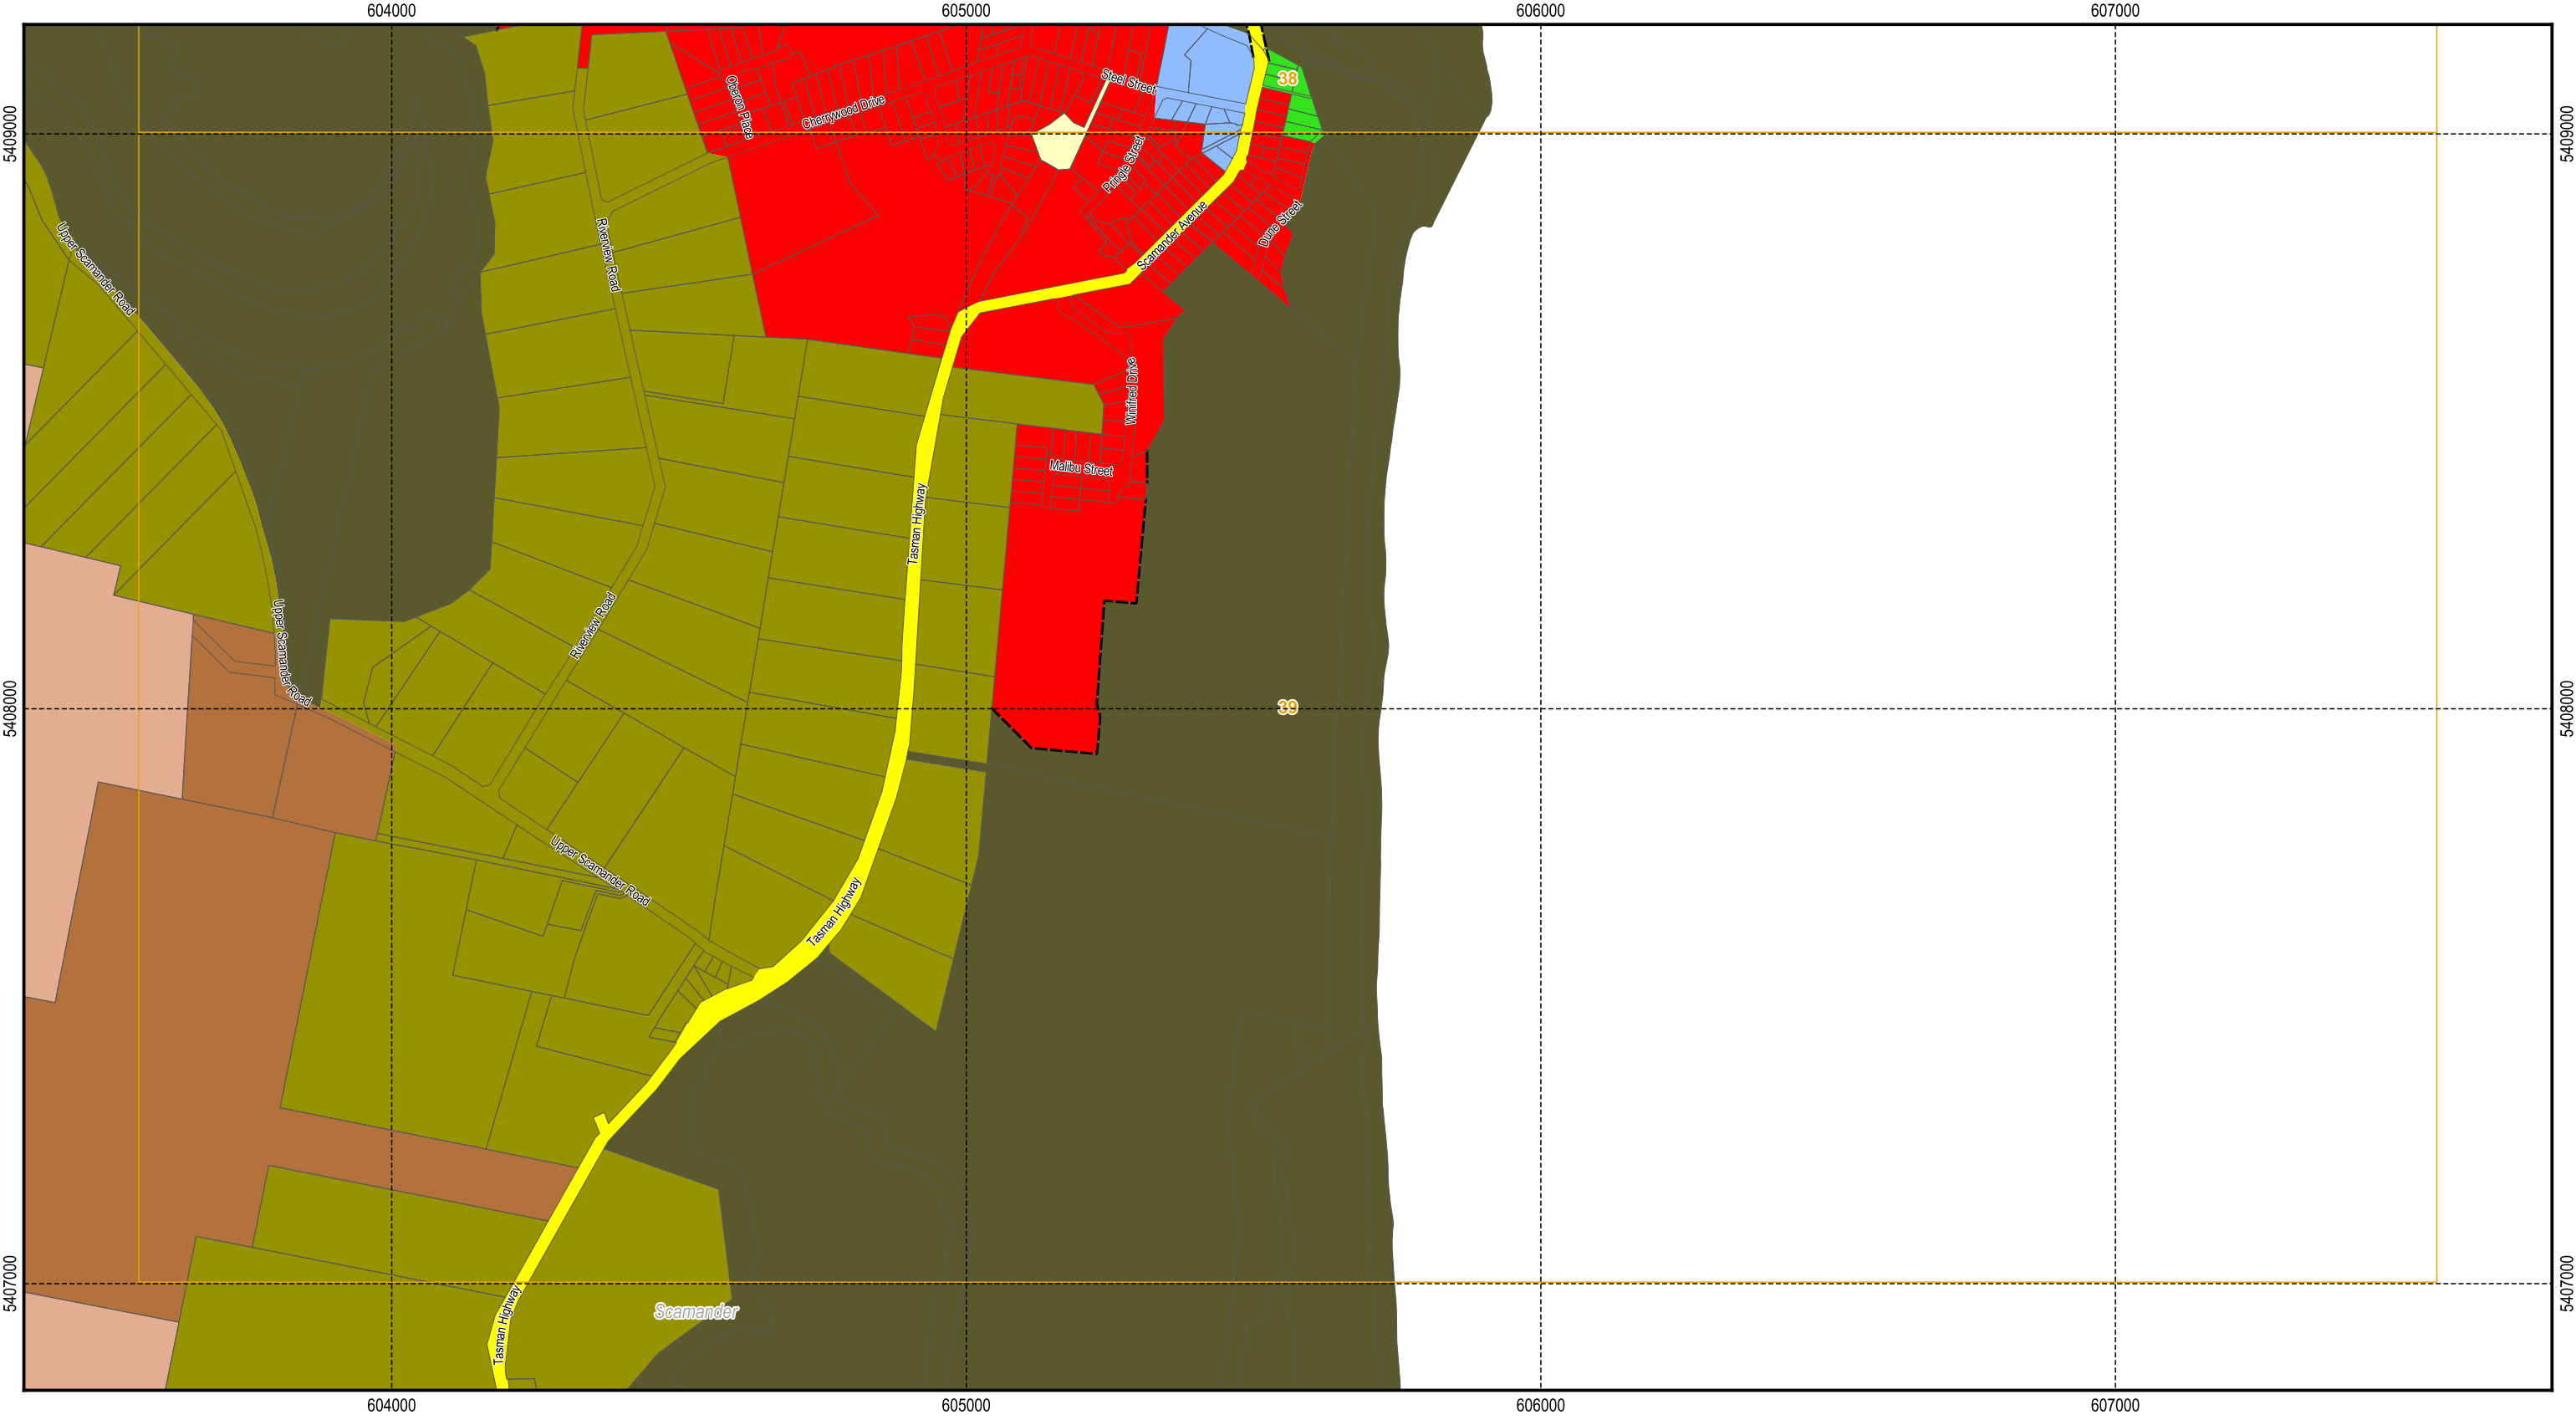 604000
605000
606000
607000
38
Steel Street
Oberon Place
Cherrywood Drive
5409000
5409000
Pringle Street
Scamander Avenue
Dune Street
Upper Scamander Road
Riverview Road
Winifred Drive
Malibu Street
Tasman Highway
Riverview Road
Upper Scamander Road
5408000
39
5408000
Upper Scamander Road
Tasman Highway
5407000
Scamander
Tasman Highway
5407000
604000
605000
606000
607000